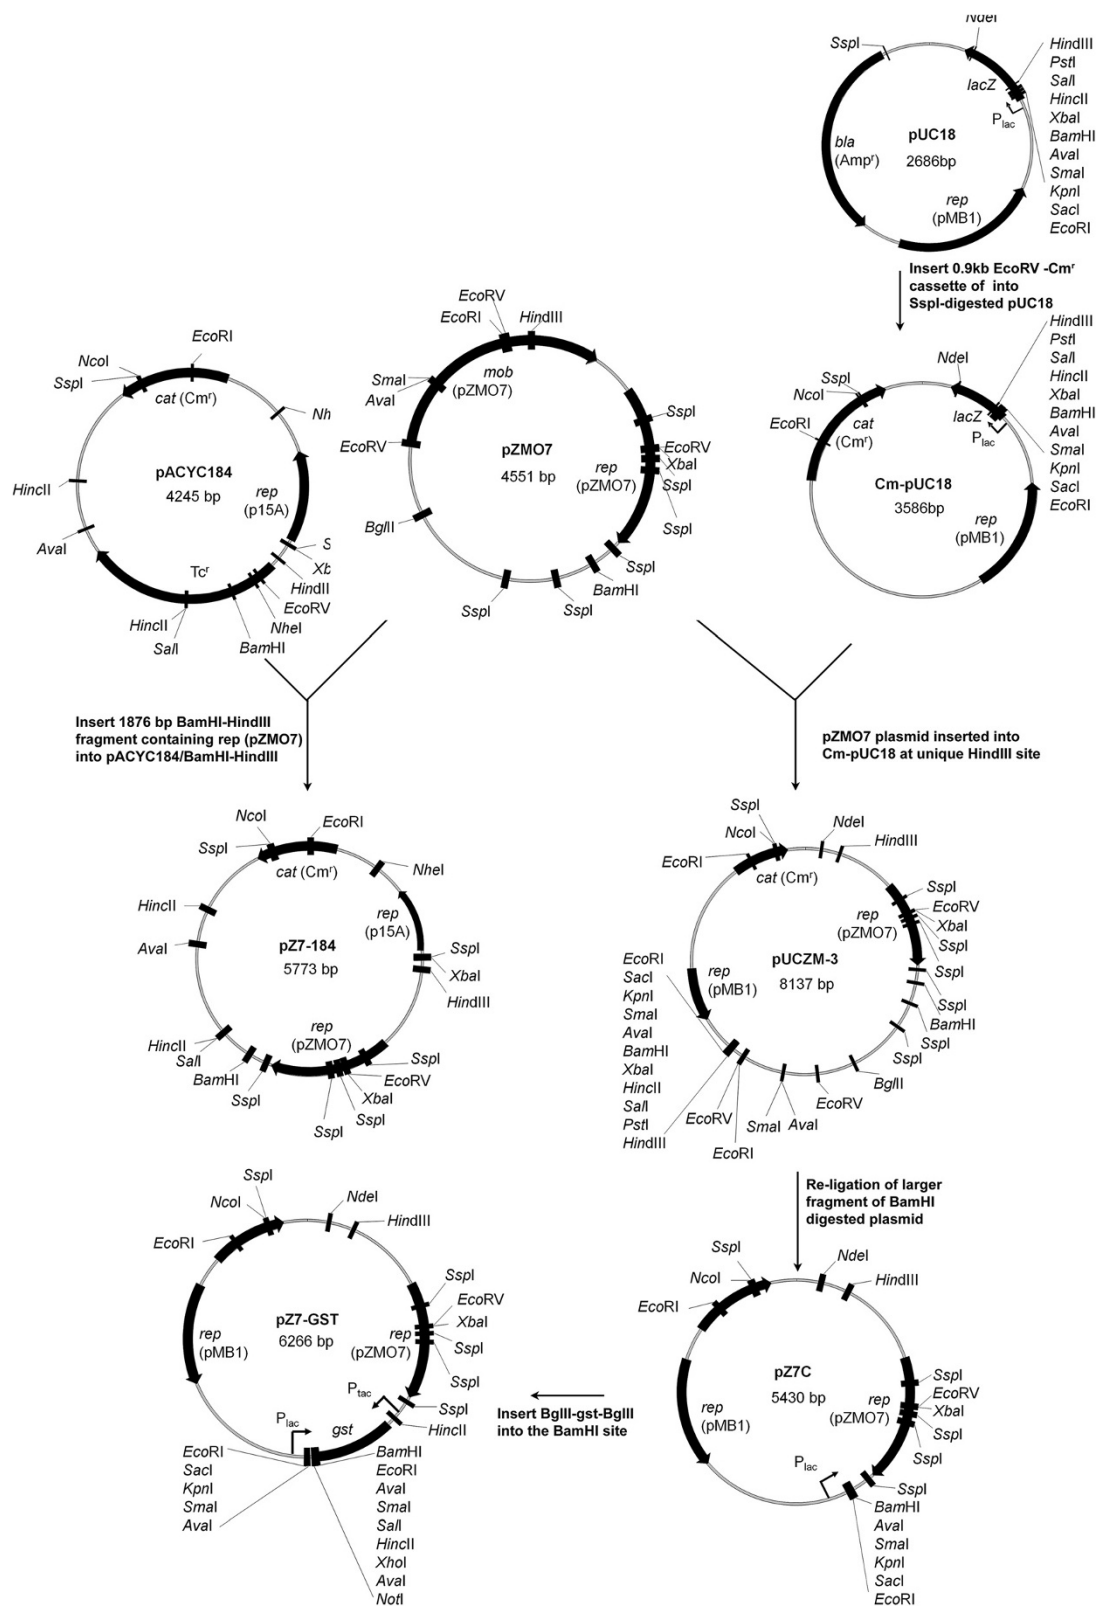 NdeI
SspI
HindIII
PstI
SalI
HincII
XbaI
BamHI
AvaI
SmaI
KpnI
SacI
EcoRI
lacZ
Plac
bla
(Ampr)
pUC18
2686bp
rep
(pMB1)
Insert 0.9kb EcoRV -Cmr
cassette of into
SspI-digested pUC18
EcoRI
NcoI
SspI
cat (Cmr)
Nh
pACYC184
4245 bp
rep
(p15A)
HincII
AvaI
Tcr
S
Xb
HindII
EcoRV
NheI
HincII
SalI
BamHI
EcoRV
EcoRI
HindIII
mob
(pZMO7)
SmaI
AvaI
EcoRV
SspI
EcoRV
XbaI
SspI
SspI
pZMO7
4551 bp
rep
(pZMO7)
BglII
SspI
BamHI
SspI
SspI
HindIII
PstI
SalI
HincII
XbaI
BamHI
AvaI
SmaI
KpnI
SacI
EcoRI
NdeI
SspI
NcoI
EcoRI
cat
(Cmr)
lacZ
Plac
Cm-pUC18
3586bp
rep
(pMB1)
Insert 1876 bp BamHI-HindIII
fragment containing rep (pZMO7)
into pACYC184/BamHI-HindIII
pZMO7 plasmid inserted into
Cm-pUC18 at unique HindIII site
NcoI
EcoRI
SspI
cat (Cmr)
NheI
HincII
AvaI
rep
(p15A)
pZ7-184
5773 bp
SspI
XbaI
HindIII
rep
(pZMO7)
HincII
SalI
BamHI
SspI
SspI
EcoRV
XbaI
SspI
SspI
SspI
NcoI
EcoRI
cat (Cmr)
NdeI
HindIII
SspI
EcoRV
XbaI
SspI
SspI
SspI
BamHI
SspI
SspI
rep
(pZMO7)
pUCZM-3
8137 bp
rep
(pMB1)
EcoRI
SacI
KpnI
SmaI
AvaI
BamHI
XbaI
HincII
SalI
PstI
HindIII
EcoRV
EcoRI
SmaI
AvaI
EcoRV
BglII
Re-ligation of larger
fragment of BamHI
digested plasmid
SspI
NcoI
EcoRI
NdeI
HindIII
SspI
EcoRV
XbaI
SspI
SspI
SspI
HincII
pZ7-GST
6266 bp
rep
(pMB1)
rep
(pZMO7)
Ptac
Plac
gst
EcoRI
SacI
KpnI
SmaI
AvaI
BamHI
EcoRI
AvaI
SmaI
SalI
HincII
XhoI
AvaI
NotI
Insert BglII-gst-BglII
into the BamHI site
SspI
NcoI
EcoRI
NdeI
HindIII
pZ7C
5430 bp
rep
(pMB1)
rep
(pZMO7)
SspI
EcoRV
XbaI
SspI
SspI
Plac
SspI
BamHI
AvaI
SmaI
KpnI
SacI
EcoRI